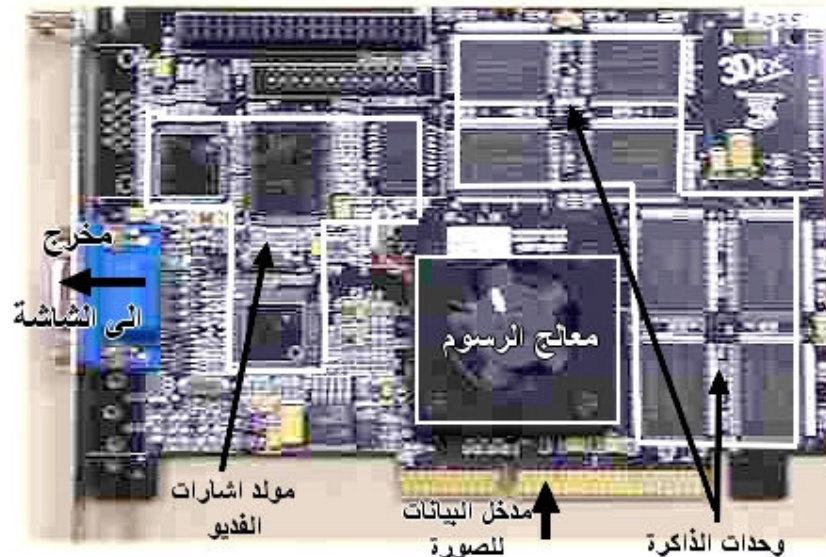 3Dfx
مخرج
الى الشاشة
معالج الرسوم
مولد اشارات
الفديو
مدخل البيانات
للصورة
وحدات الذاكرة